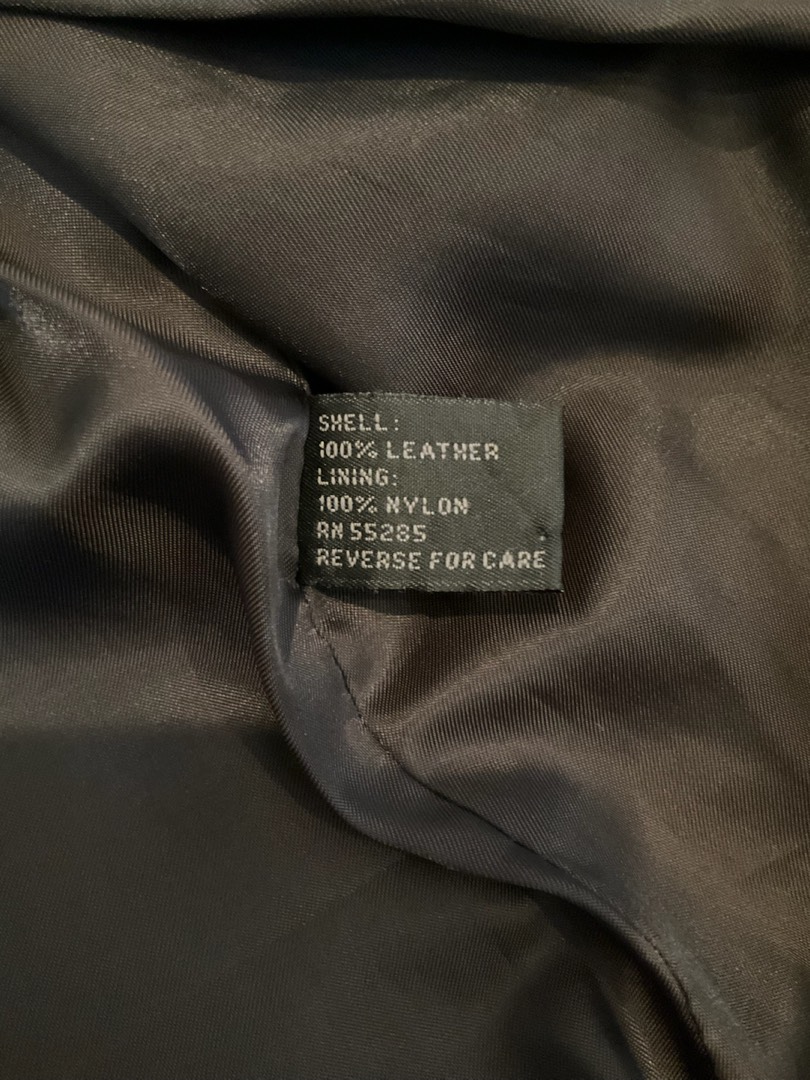 SHELL:
100% LEATHER
LINING:
100% NYLON
RN 55285
REVERSE FOR CARE